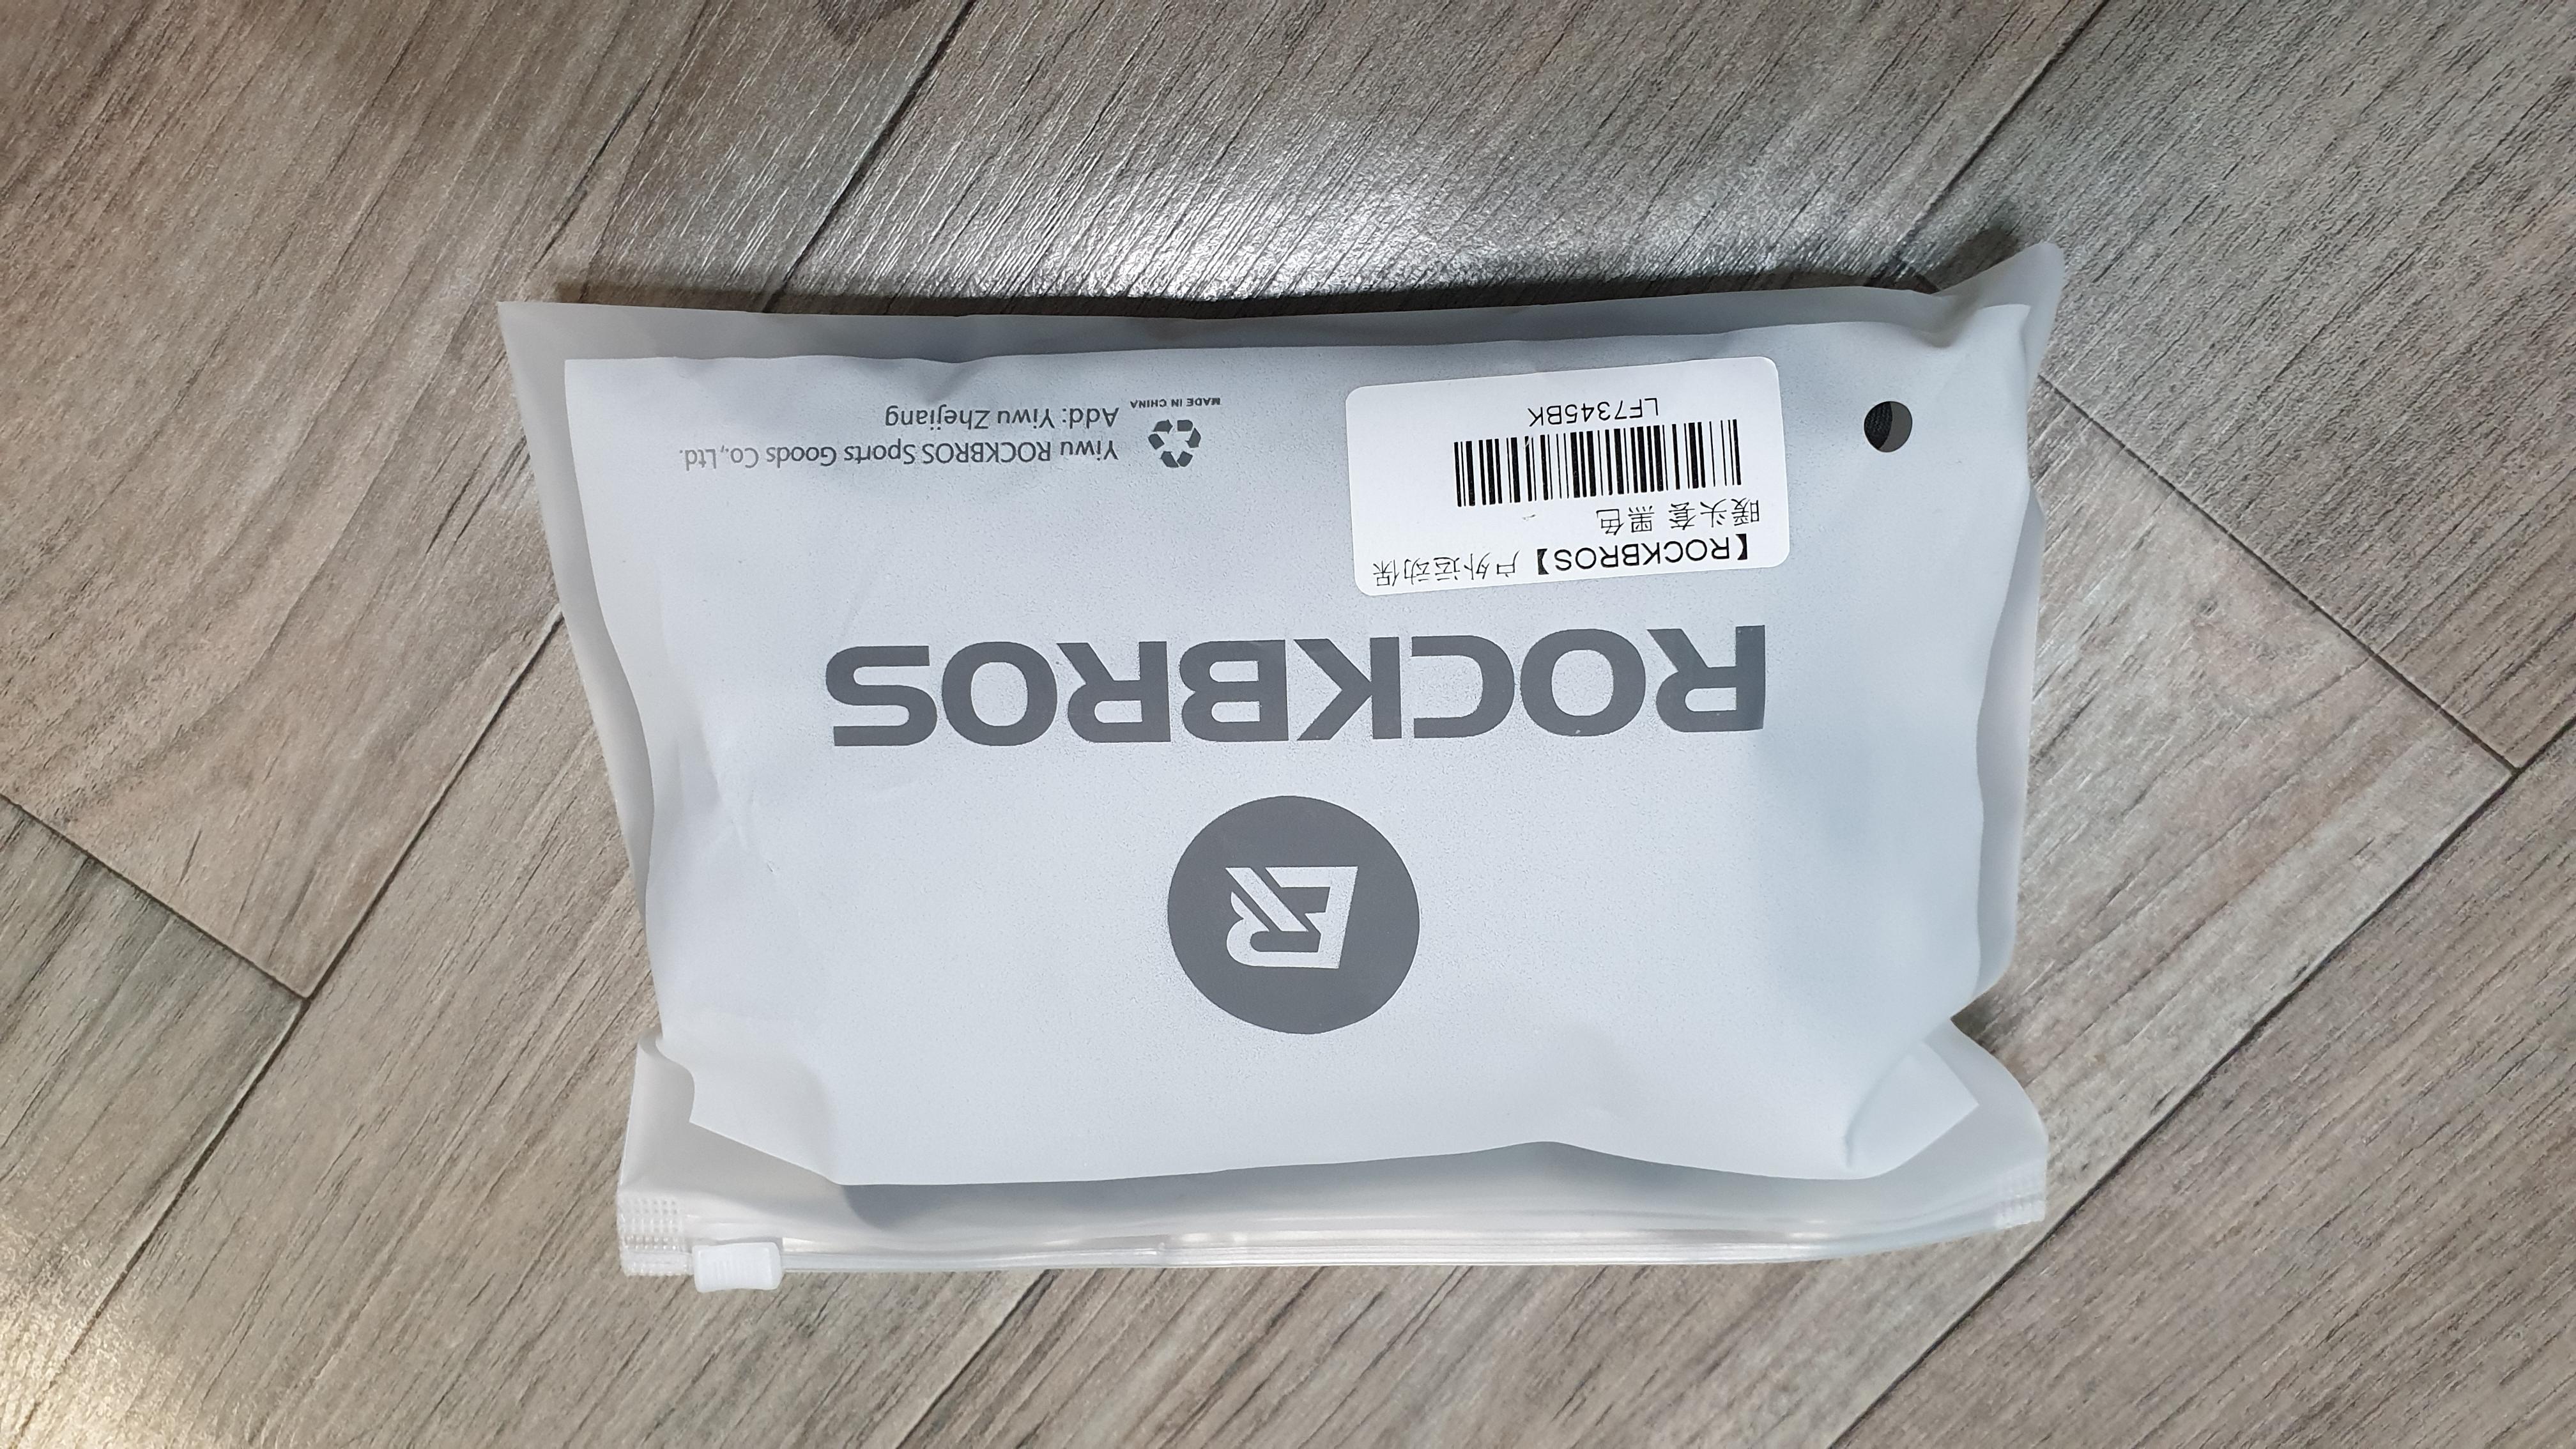 ROCKBROS
【ROCKBROS】户外运动保
暖头套 黑色
LF7345BK
MADE IN CHINA
Yiwu ROCKBROS Sports Goods Co., Ltd.
Add: Yiwu Zhejiang